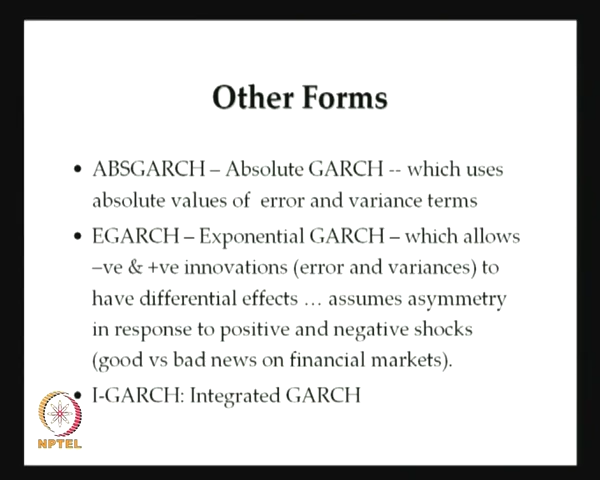 Other Forms
• ABSGARCH – Absolute GARCH -- which uses
absolute values of error and variance terms
• EGARCH – Exponential GARCH – which allows
–ve & +ve innovations (error and variances) to
have differential effects … assumes asymmetry
in response to positive and negative shocks
(good vs bad news on financial markets).
• I-GARCH: Integrated GARCH
NPTEL